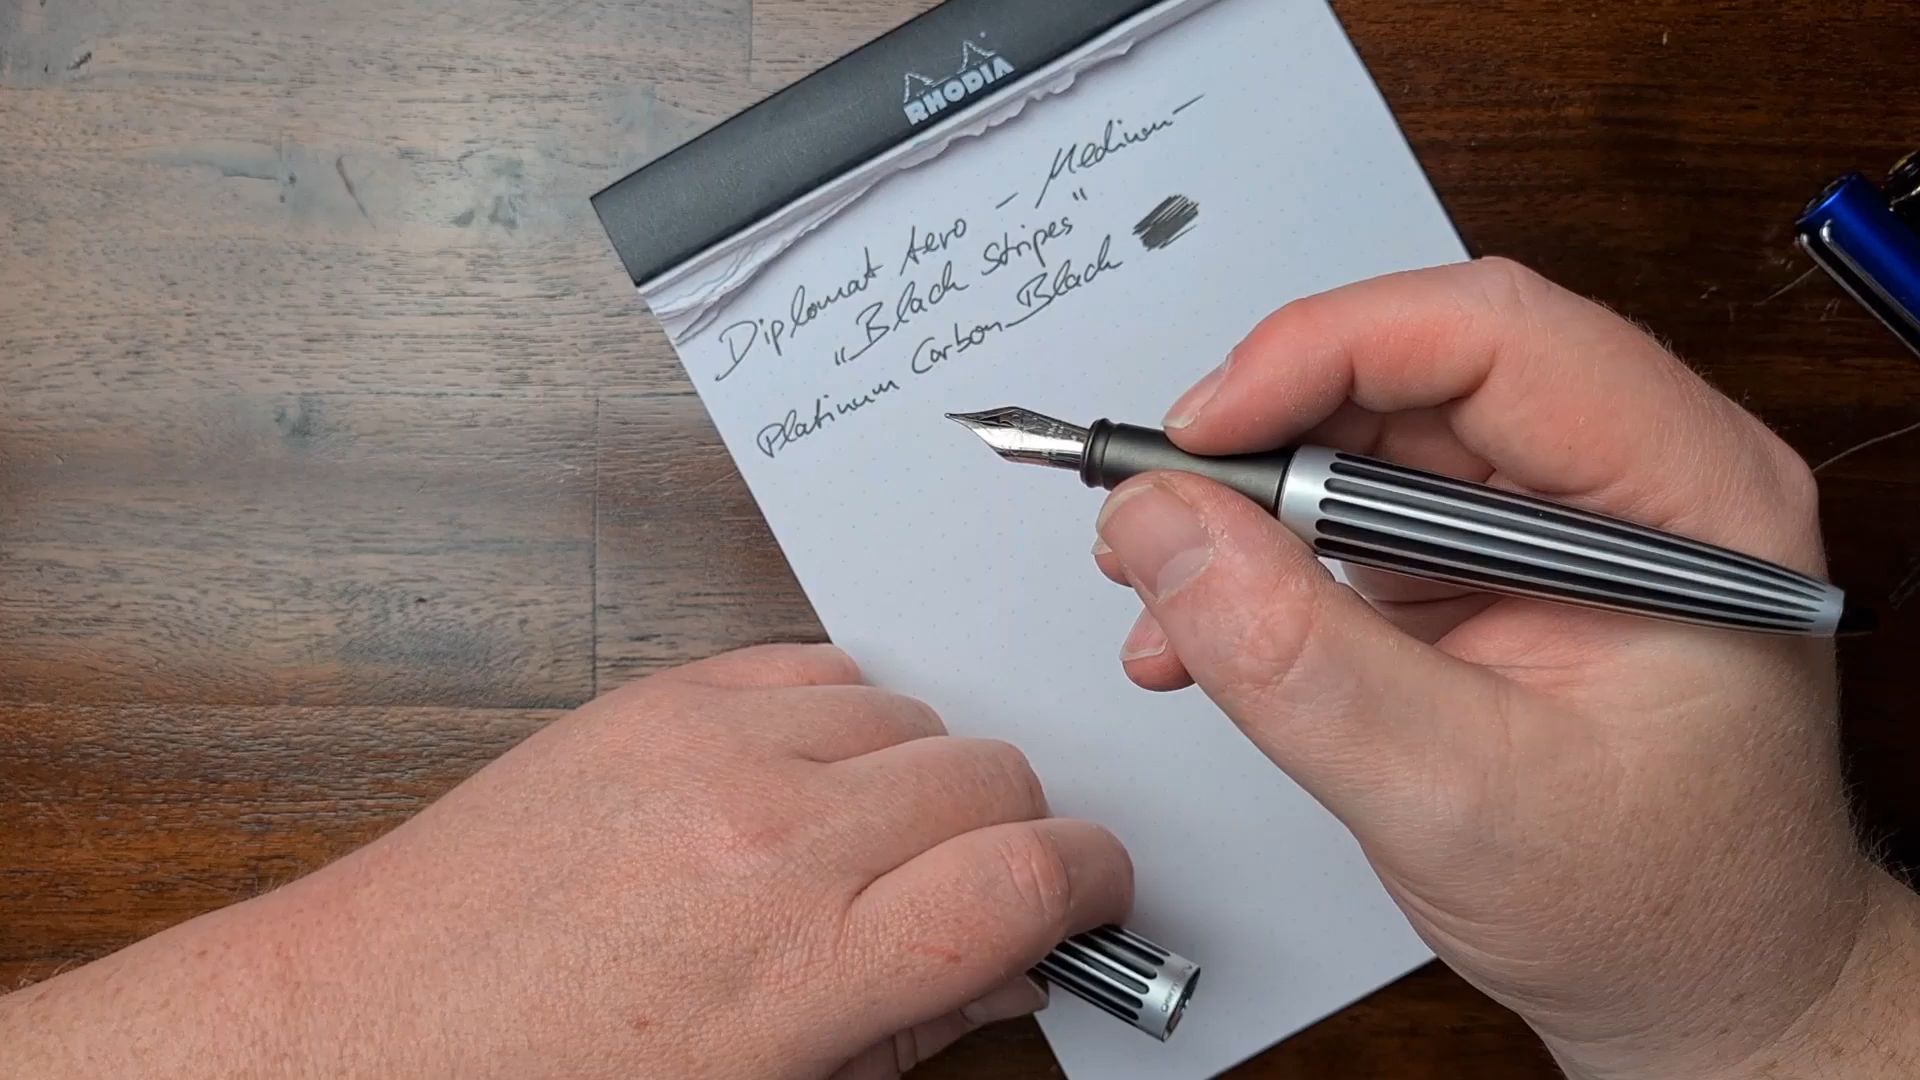 RHODIA
Diplomat Aero – Medium –
„Black Stripes"
Platinum Carbon Black